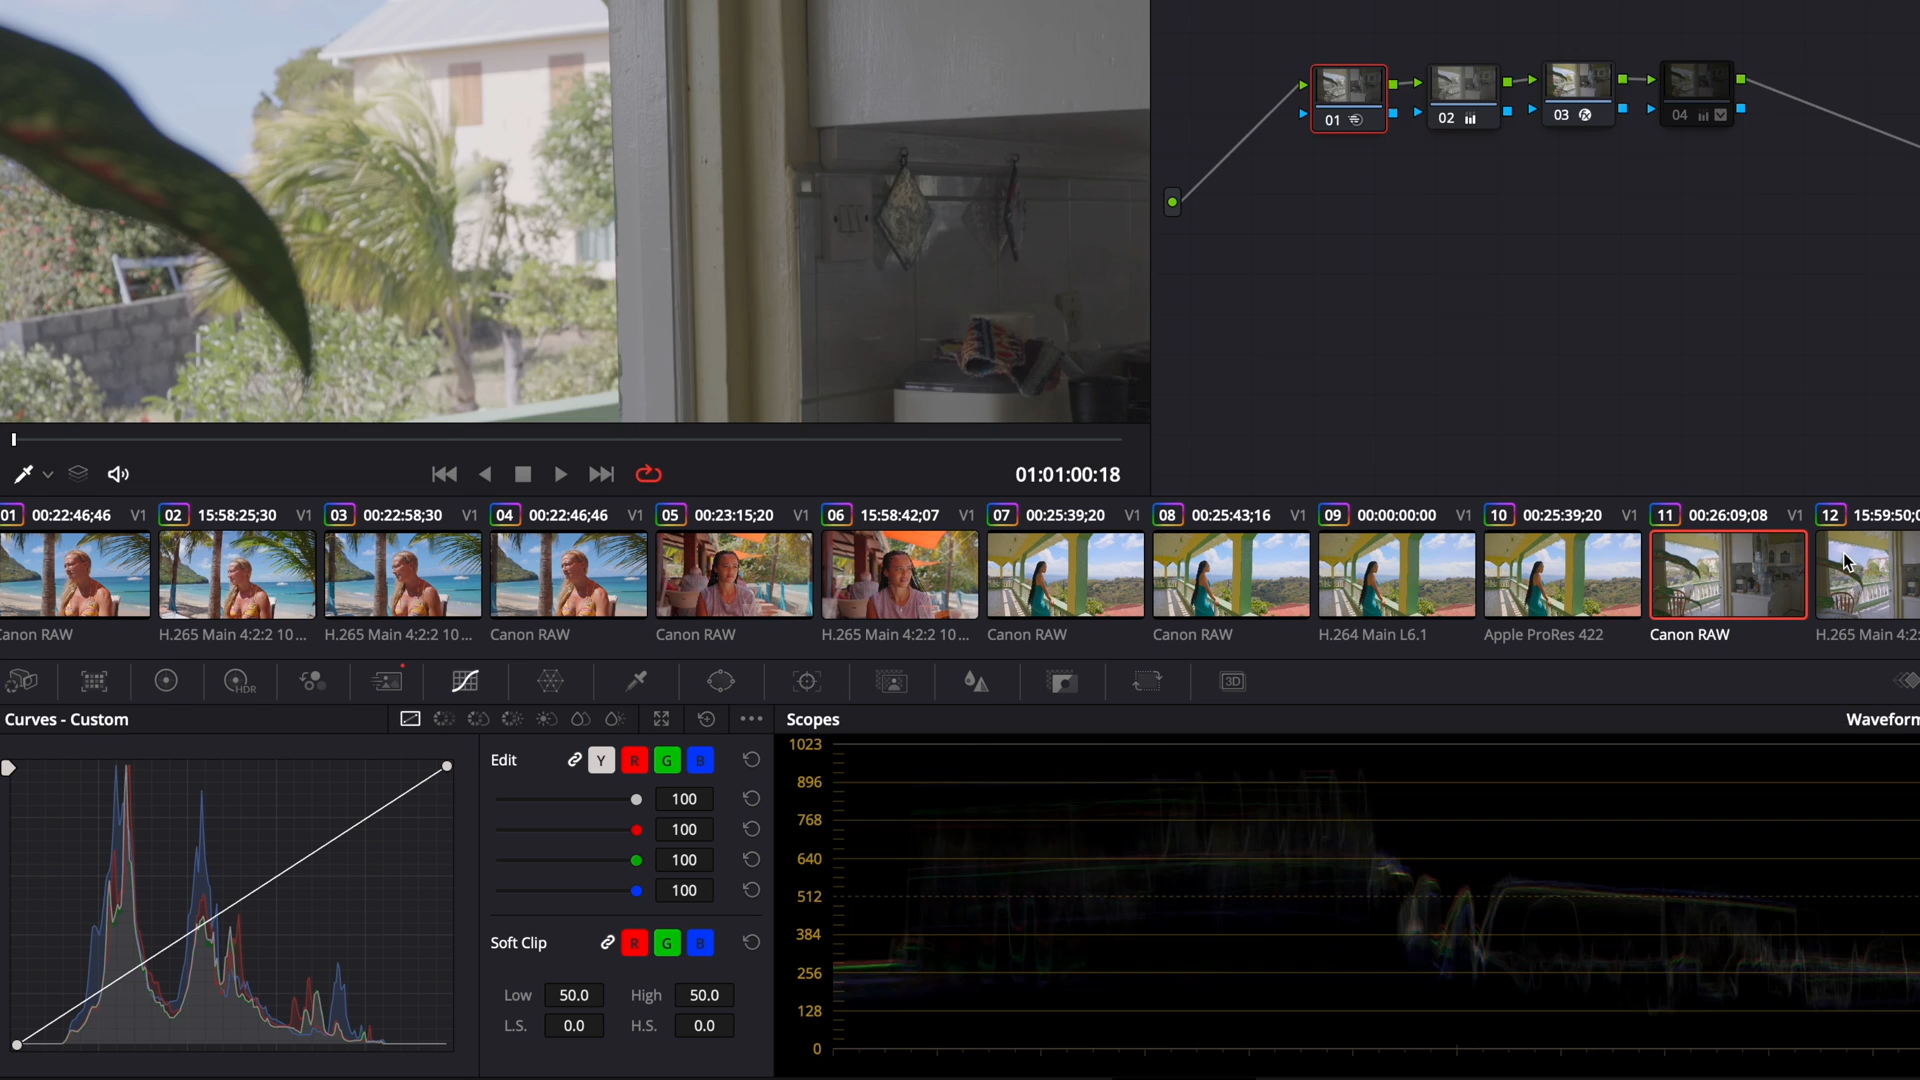 01
02
03
04
01:01:00:18
01 00:22:46;46 V1
02 15:58:25;30 V1
03 00:22:58;30 V1
04 00:22:46;46 V1
05 00:23:15;20 V1
06 15:58:42;07 V1
07 00:25:39;20 V1
08 00:25:43;16 V1
09 00:00:00:00 V1
10 00:25:39;20 V1
11 00:26:09;08 V1
12 15:59:50;0
Canon RAW
H.265 Main 4:2:2 10...
H.265 Main 4:2:2 10...
Canon RAW
Canon RAW
H.265 Main 4:2:2 10...
Canon RAW
Canon RAW
H.264 Main L6.1
Apple ProRes 422
Canon RAW
H.265 Main 4:2:
HDR
3D
Curves - Custom
Edit Y R G B
100
100
100
100
Soft Clip R G B
Low 50.0 High 50.0
L.S. 0.0 H.S. 0.0
Scopes
Waveform
1023
896
768
640
512
384
256
128
0